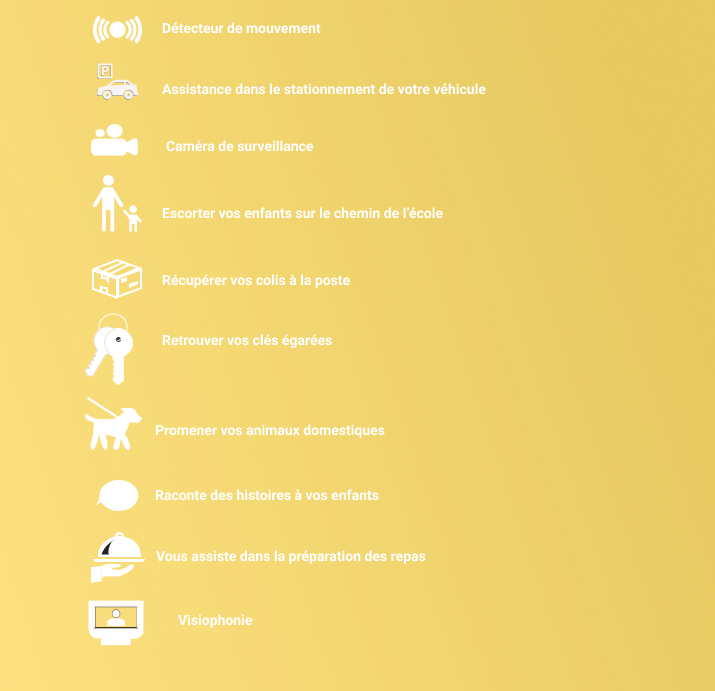 Détecteur de mouvement
P
Assistance dans le stationnement de votre véhicule
Caméra de surveillance
Escorter vos enfants sur le chemin de l'école
Récupérer vos colis à la poste
Retrouver vos clés égarées
Promener vos animaux domestiques
Raconte des histoires à vos enfants
Vous assiste dans la préparation des repas
Visiophonie